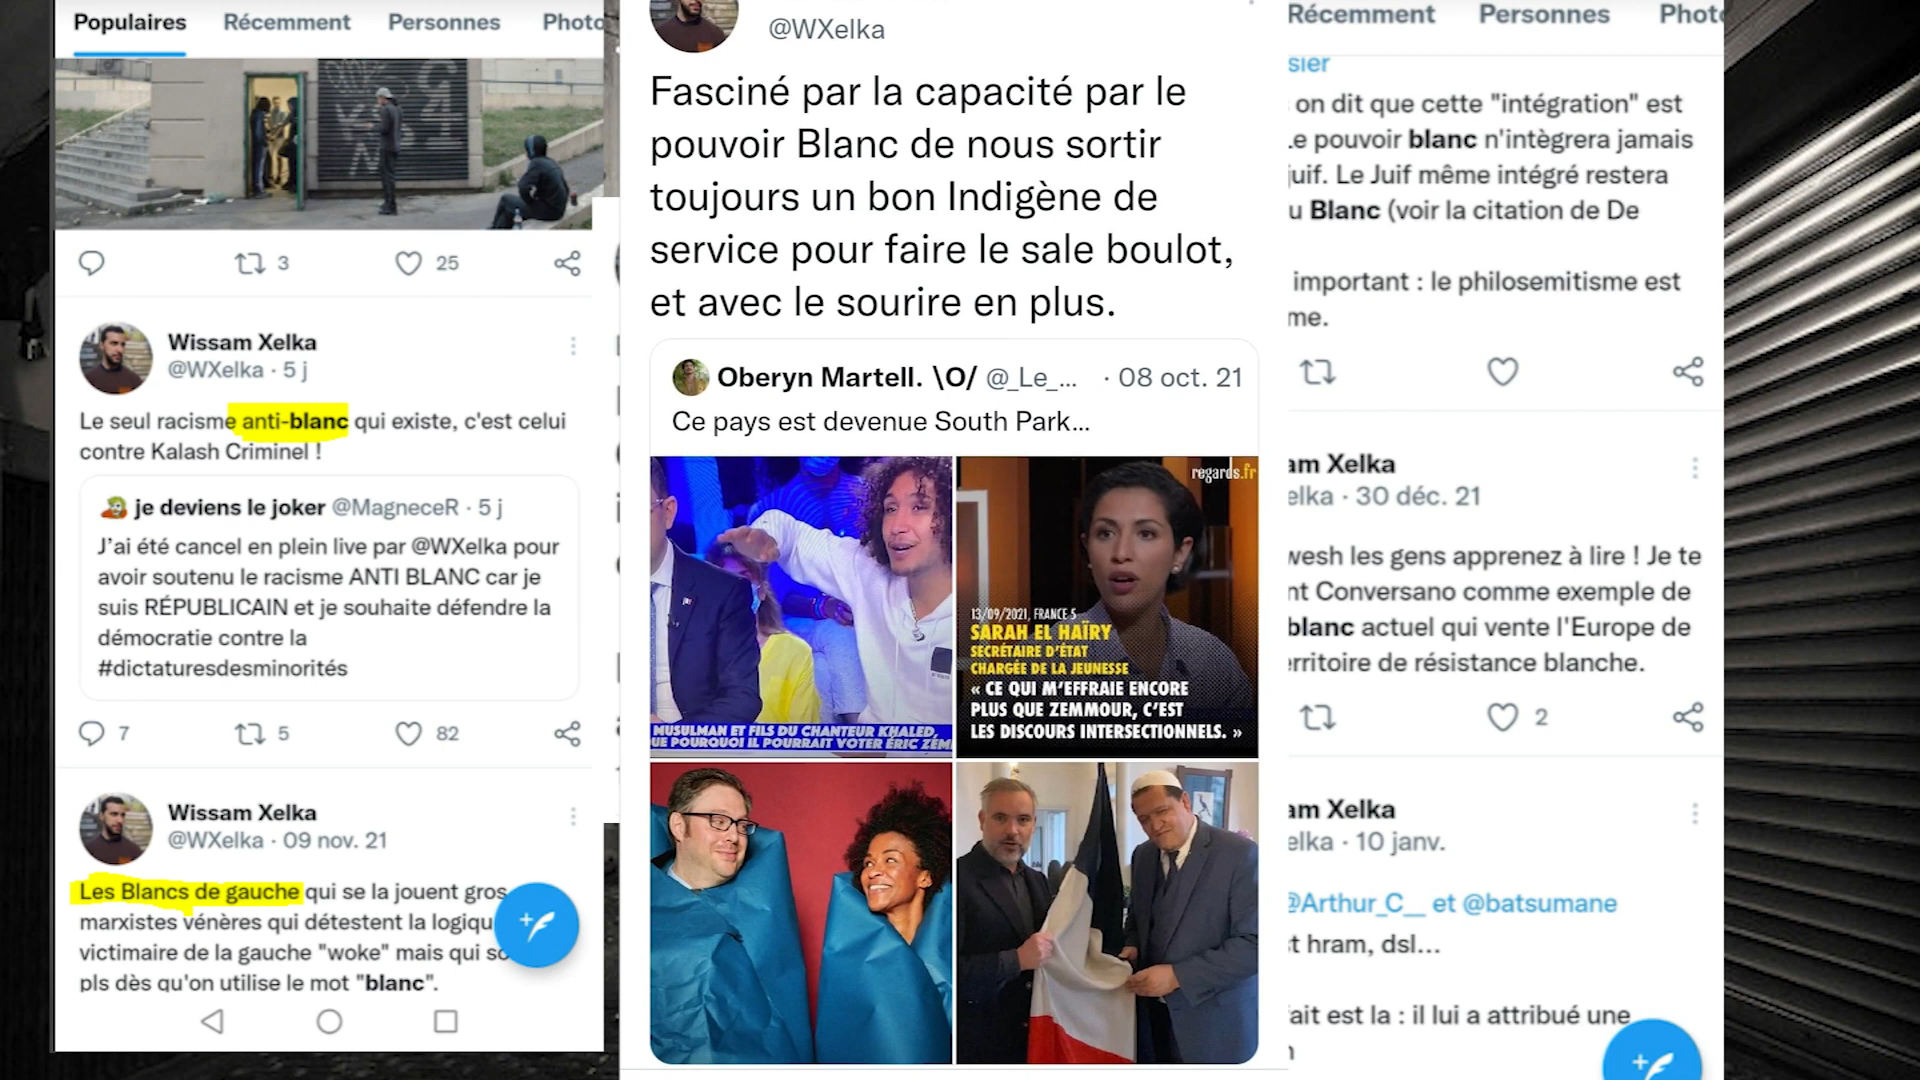 Populaires Récemment Personnes Photo
3 25
Wissam Xelka
@WXelka · 5 j
Le seul racisme anti-blanc qui existe, c'est celui
contre Kalash Criminel !
je deviens le joker @MagneceR · 5 j
J'ai été cancel en plein live par @WXelka pour
avoir soutenu le racisme ANTI BLANC car je
suis RÉPUBLICAIN et je souhaite défendre la
démocratie contre la
#dictaturesdesminorités
7 5 82
Wissam Xelka
@WXelka · 09 nov. 21
Les Blancs de gauche qui se la jouent gros
marxistes vénères qui détestent la logiqu
victimaire de la gauche "woke" mais qui so
pls dès qu'on utilise le mot "blanc".
@WXelka
Fasciné par la capacité par le
pouvoir Blanc de nous sortir
toujours un bon Indigène de
service pour faire le sale boulot,
et avec le sourire en plus.
Oberyn Martell. \O/ @_Le_... · 08 oct. 21
Ce pays est devenue South Park...
MUSULMAN ET FILS DU CHANTEUR KHALED,
UE POURQUOI IL POURRAIT VOTER ÉRIC ZEM
regards.fr
13/09/2021, FRANCE 5
SARAH EL HAÏRY
SECRÉTAIRE D'ÉTAT
CHARGÉE DE LA JEUNESSE
« CE QUI M'EFFRAIE ENCORE
PLUS QUE ZEMMOUR, C'EST
LES DISCOURS INTERSECTIONNELS. »
Récemment Personnes Photo
sier
on dit que cette "intégration" est
Le pouvoir blanc n'intègrera jamais
juif. Le Juif même intégré restera
u Blanc (voir la citation de De
important : le philosemitisme est
me.
am Xelka
elka · 30 déc. 21
wesh les gens apprenez à lire ! Je te
nt Conversano comme exemple de
blanc actuel qui vente l'Europe de
erritoire de résistance blanche.
2
am Xelka
elka · 10 janv.
@Arthur_C__ et @batsumane
t hram, dsl...
ait est la : il lui a attribué une